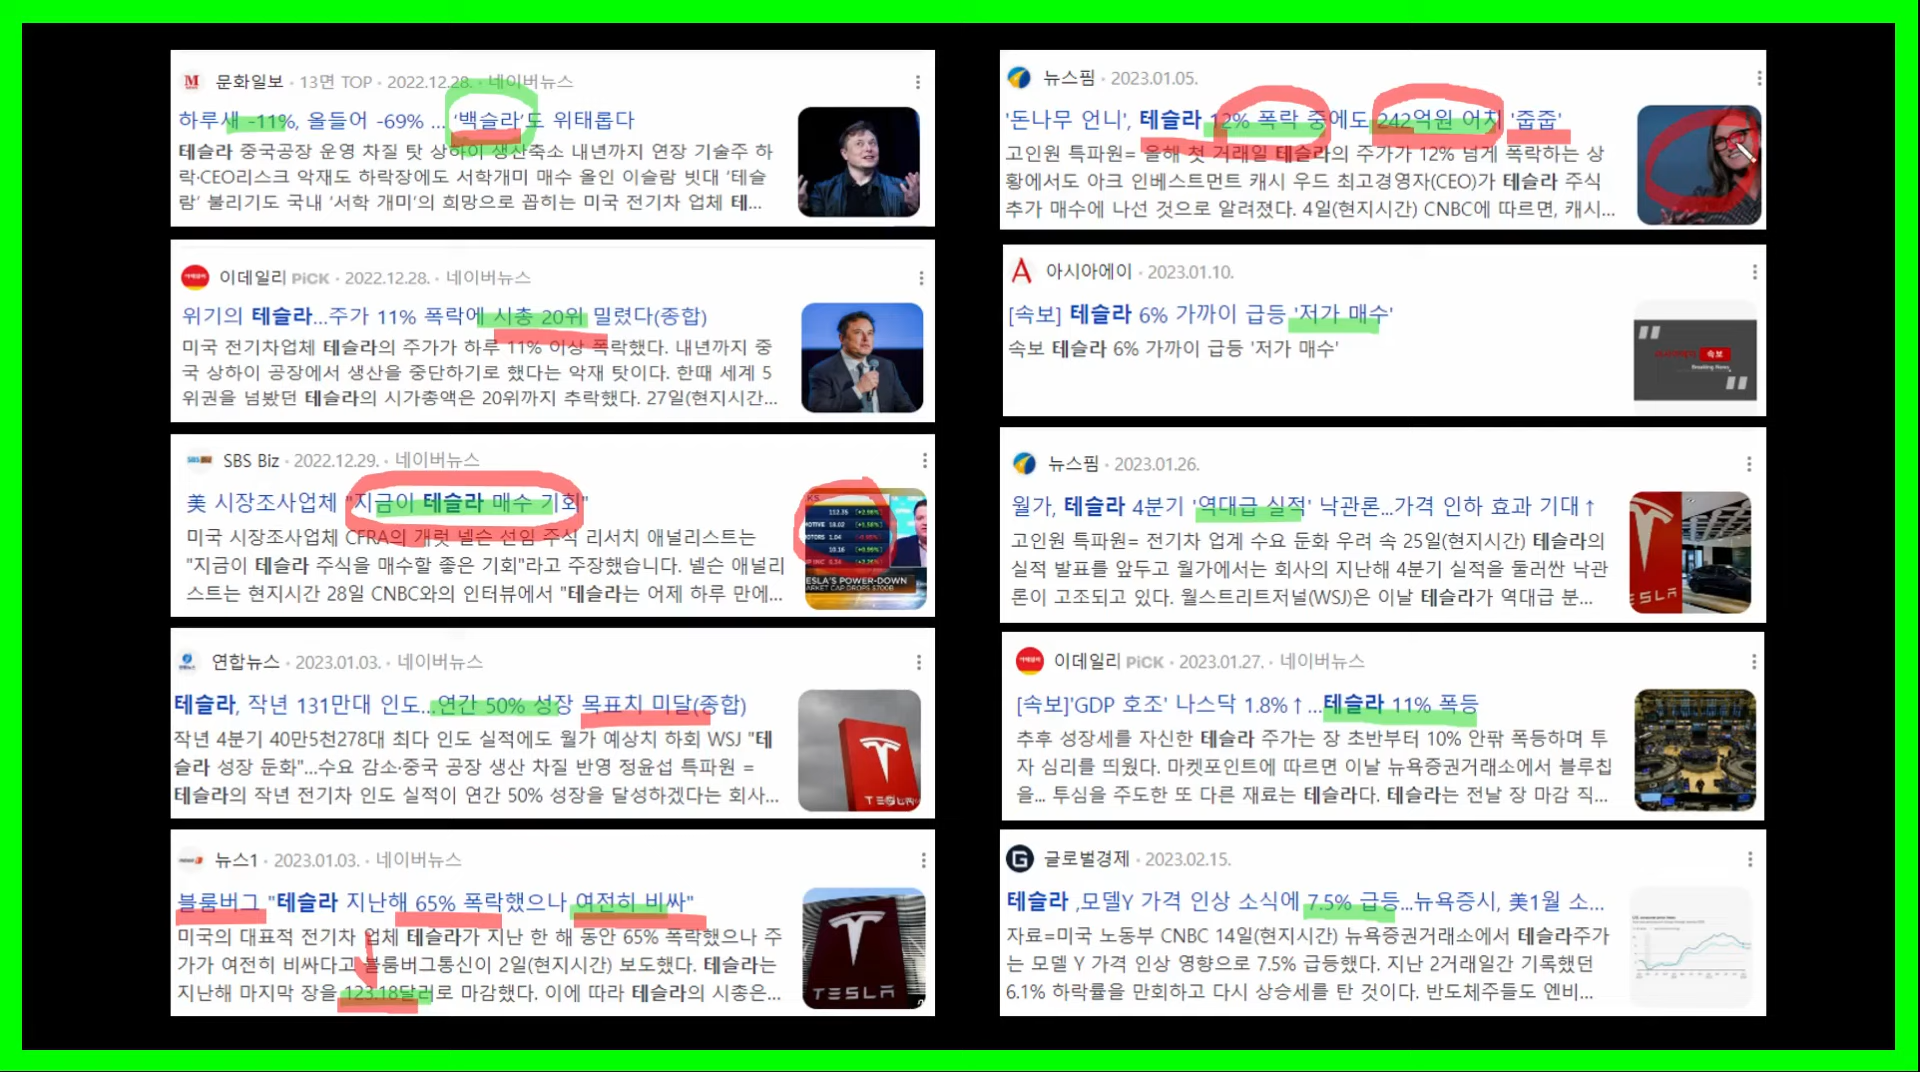 문화일보 · 13면 TOP · 2022.12.28. · 네이버뉴스
하루새 -11%, 올들어 -69% ... ‘백슬라’도 위태롭다
테슬라 중국공장 운영 차질 탓 상하이 생산축소 내년까지 연장 기술주 하
락·CEO리스크 악재도 하락장에도 서학개미 매수 올인 이슬람 빗대 ‘테슬
람’ 불리기도 국내 ‘서학 개미’의 희망으로 꼽히는 미국 전기차 업체 테...
이데일리 PiCK · 2022.12.28. · 네이버뉴스
위기의 테슬라...주가 11% 폭락에 시총 20위 밀렸다(종합)
미국 전기차업체 테슬라의 주가가 하루 11% 이상 폭락했다. 내년까지 중
국 상하이 공장에서 생산을 중단하기로 했다는 악재 탓이다. 한때 세계 5
위권을 넘봤던 테슬라의 시가총액은 20위까지 추락했다. 27일(현지시간...
SBS Biz · 2022.12.29. · 네이버뉴스
美 시장조사업체 "지금이 테슬라 매수 기회"
미국 시장조사업체 CFRA의 개럿 넬슨 선임 주식 리서치 애널리스트는
"지금이 테슬라 주식을 매수할 좋은 기회"라고 주장했습니다. 넬슨 애널리
스트는 현지시간 28일 CNBC와의 인터뷰에서 "테슬라는 어제 하루 만에...
ESLA'S POWER-DOWN
ARKET CAP DROPS $700B
연합뉴스 · 2023.01.03. · 네이버뉴스
테슬라, 작년 131만대 인도...연간 50% 성장 목표치 미달(종합)
작년 4분기 40만5천278대 최다 인도 실적에도 월가 예상치 하회 WSJ "테
슬라 성장 둔화"...수요 감소·중국 공장 생산 차질 반영 정윤섭 특파원 =
테슬라의 작년 전기차 인도 실적이 연간 50% 성장을 달성하겠다는 회사...
TESLA
뉴스1 · 2023.01.03. · 네이버뉴스
블룸버그 "테슬라 지난해 65% 폭락했으나 여전히 비싸"
미국의 대표적 전기차 업체 테슬라가 지난 한 해 동안 65% 폭락했으나 주
가가 여전히 비싸다고 블룸버그통신이 2일(현지시간) 보도했다. 테슬라는
지난해 마지막 장을 123.18달러로 마감했다. 이에 따라 테슬라의 시총은...
TESLA
뉴스핌 · 2023.01.05.
'돈나무 언니', 테슬라 12% 폭락 중에도 242억원 어치 '줍줍'
고인원 특파원= 올해 첫 거래일 테슬라의 주가가 12% 넘게 폭락하는 상
황에서도 아크 인베스트먼트 캐시 우드 최고경영자(CEO)가 테슬라 주식
추가 매수에 나선 것으로 알려졌다. 4일(현지시간) CNBC에 따르면, 캐시...
아시아에이 · 2023.01.10.
[속보] 테슬라 6% 가까이 급등 '저가 매수'
속보 테슬라 6% 가까이 급등 '저가 매수'
속보
Breaking News
뉴스핌 · 2023.01.26.
월가, 테슬라 4분기 '역대급 실적' 낙관론...가격 인하 효과 기대↑
고인원 특파원= 전기차 업계 수요 둔화 우려 속 25일(현지시간) 테슬라의
실적 발표를 앞두고 월가에서는 회사의 지난해 4분기 실적을 둘러싼 낙관
론이 고조되고 있다. 월스트리트저널(WSJ)은 이날 테슬라가 역대급 분...
ESLA
이데일리 PiCK · 2023.01.27. · 네이버뉴스
[속보]'GDP 호조' 나스닥 1.8%↑...테슬라 11% 폭등
추후 성장세를 자신한 테슬라 주가는 장 초반부터 10% 안팎 폭등하며 투
자 심리를 띄웠다. 마켓포인트에 따르면 이날 뉴욕증권거래소에서 블루칩
을... 투심을 주도한 또 다른 재료는 테슬라다. 테슬라는 전날 장 마감 직...
글로벌경제 · 2023.02.15.
테슬라 ,모델Y 가격 인상 소식에 7.5% 급등...뉴욕증시, 美1월 소...
자료=미국 노동부 CNBC 14일(현지시간) 뉴욕증권거래소에서 테슬라주가
는 모델 Y 가격 인상 영향으로 7.5% 급등했다. 지난 2거래일간 기록했던
6.1% 하락률을 만회하고 다시 상승세를 탄 것이다. 반도체주들도 엔비...